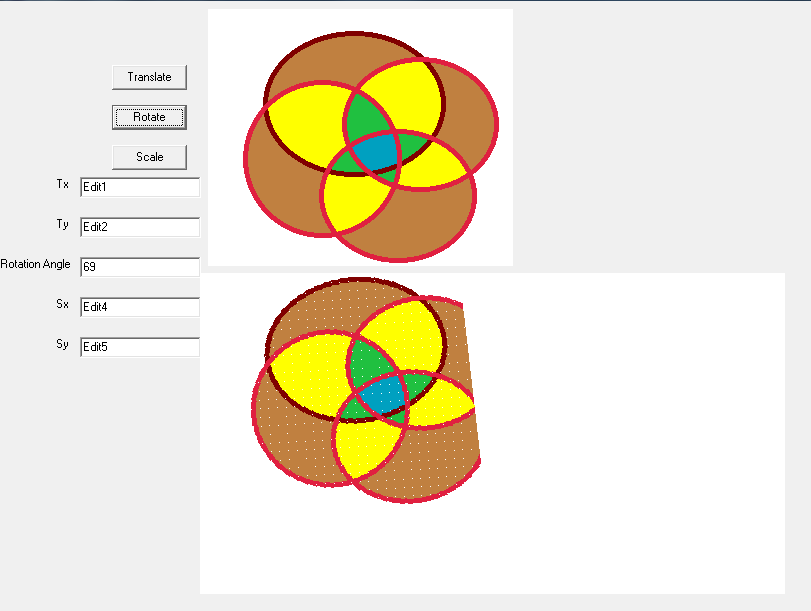 Translate
Rotate
Scale
Tx Edit1
Ty Edit2
Rotation Angle 69
Sx Edit4
Sy Edit5